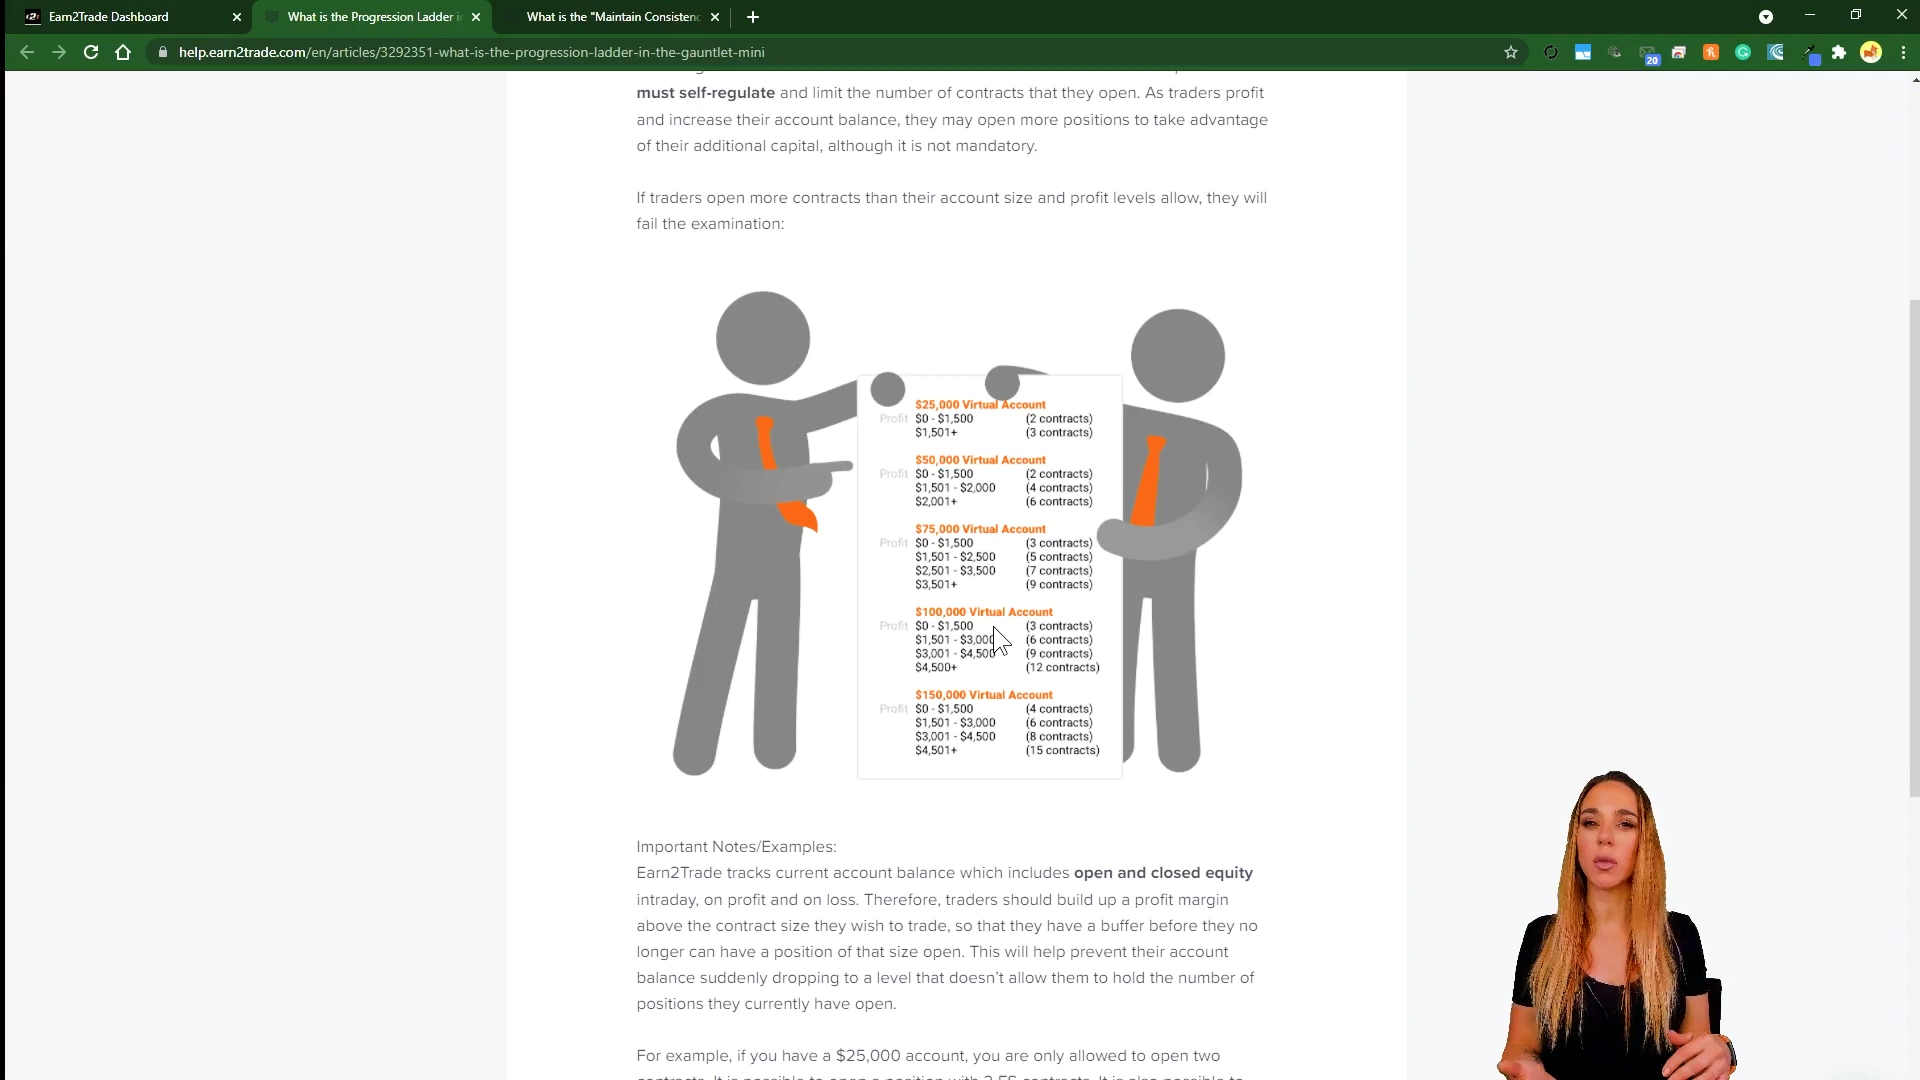 Earn2Trade Dashboard
What is the Progression Ladder i
What is the "Maintain Consistenc
help.earn2trade.com/en/articles/3292351-what-is-the-progression-ladder-in-the-gauntlet-mini
20
must self-regulate and limit the number of contracts that they open. As traders profit
and increase their account balance, they may open more positions to take advantage
of their additional capital, although it is not mandatory.
If traders open more contracts than their account size and profit levels allow, they will
fail the examination:
$25,000 Virtual Account
Profit $0 - $1,500 (2 contracts)
$1,501+ (3 contracts)
$50,000 Virtual Account
Profit $0 - $1,500 (2 contracts)
$1,501 - $2,000 (4 contracts)
$2,001+ (6 contracts)
$75,000 Virtual Account
Profit $0 - $1,500 (3 contracts)
$1,501 - $2,500 (5 contracts)
$2,501 - $3,500 (7 contracts)
$3,501+ (9 contracts)
$100,000 Virtual Account
Profit $0 - $1,500 (3 contracts)
$1,501 - $3,000 (6 contracts)
$3,001 - $4,500 (9 contracts)
$4,500+ (12 contracts)
$150,000 Virtual Account
Profit $0 - $1,500 (4 contracts)
$1,501 - $3,000 (6 contracts)
$3,001 - $4,500 (8 contracts)
$4,501+ (15 contracts)
Important Notes/Examples:
Earn2Trade tracks current account balance which includes open and closed equity
intraday, on profit and on loss. Therefore, traders should build up a profit margin
above the contract size they wish to trade, so that they have a buffer before they no
longer can have a position of that size open. This will help prevent their account
balance suddenly dropping to a level that doesn't allow them to hold the number of
positions they currently have open.
For example, if you have a $25,000 account, you are only allowed to open two